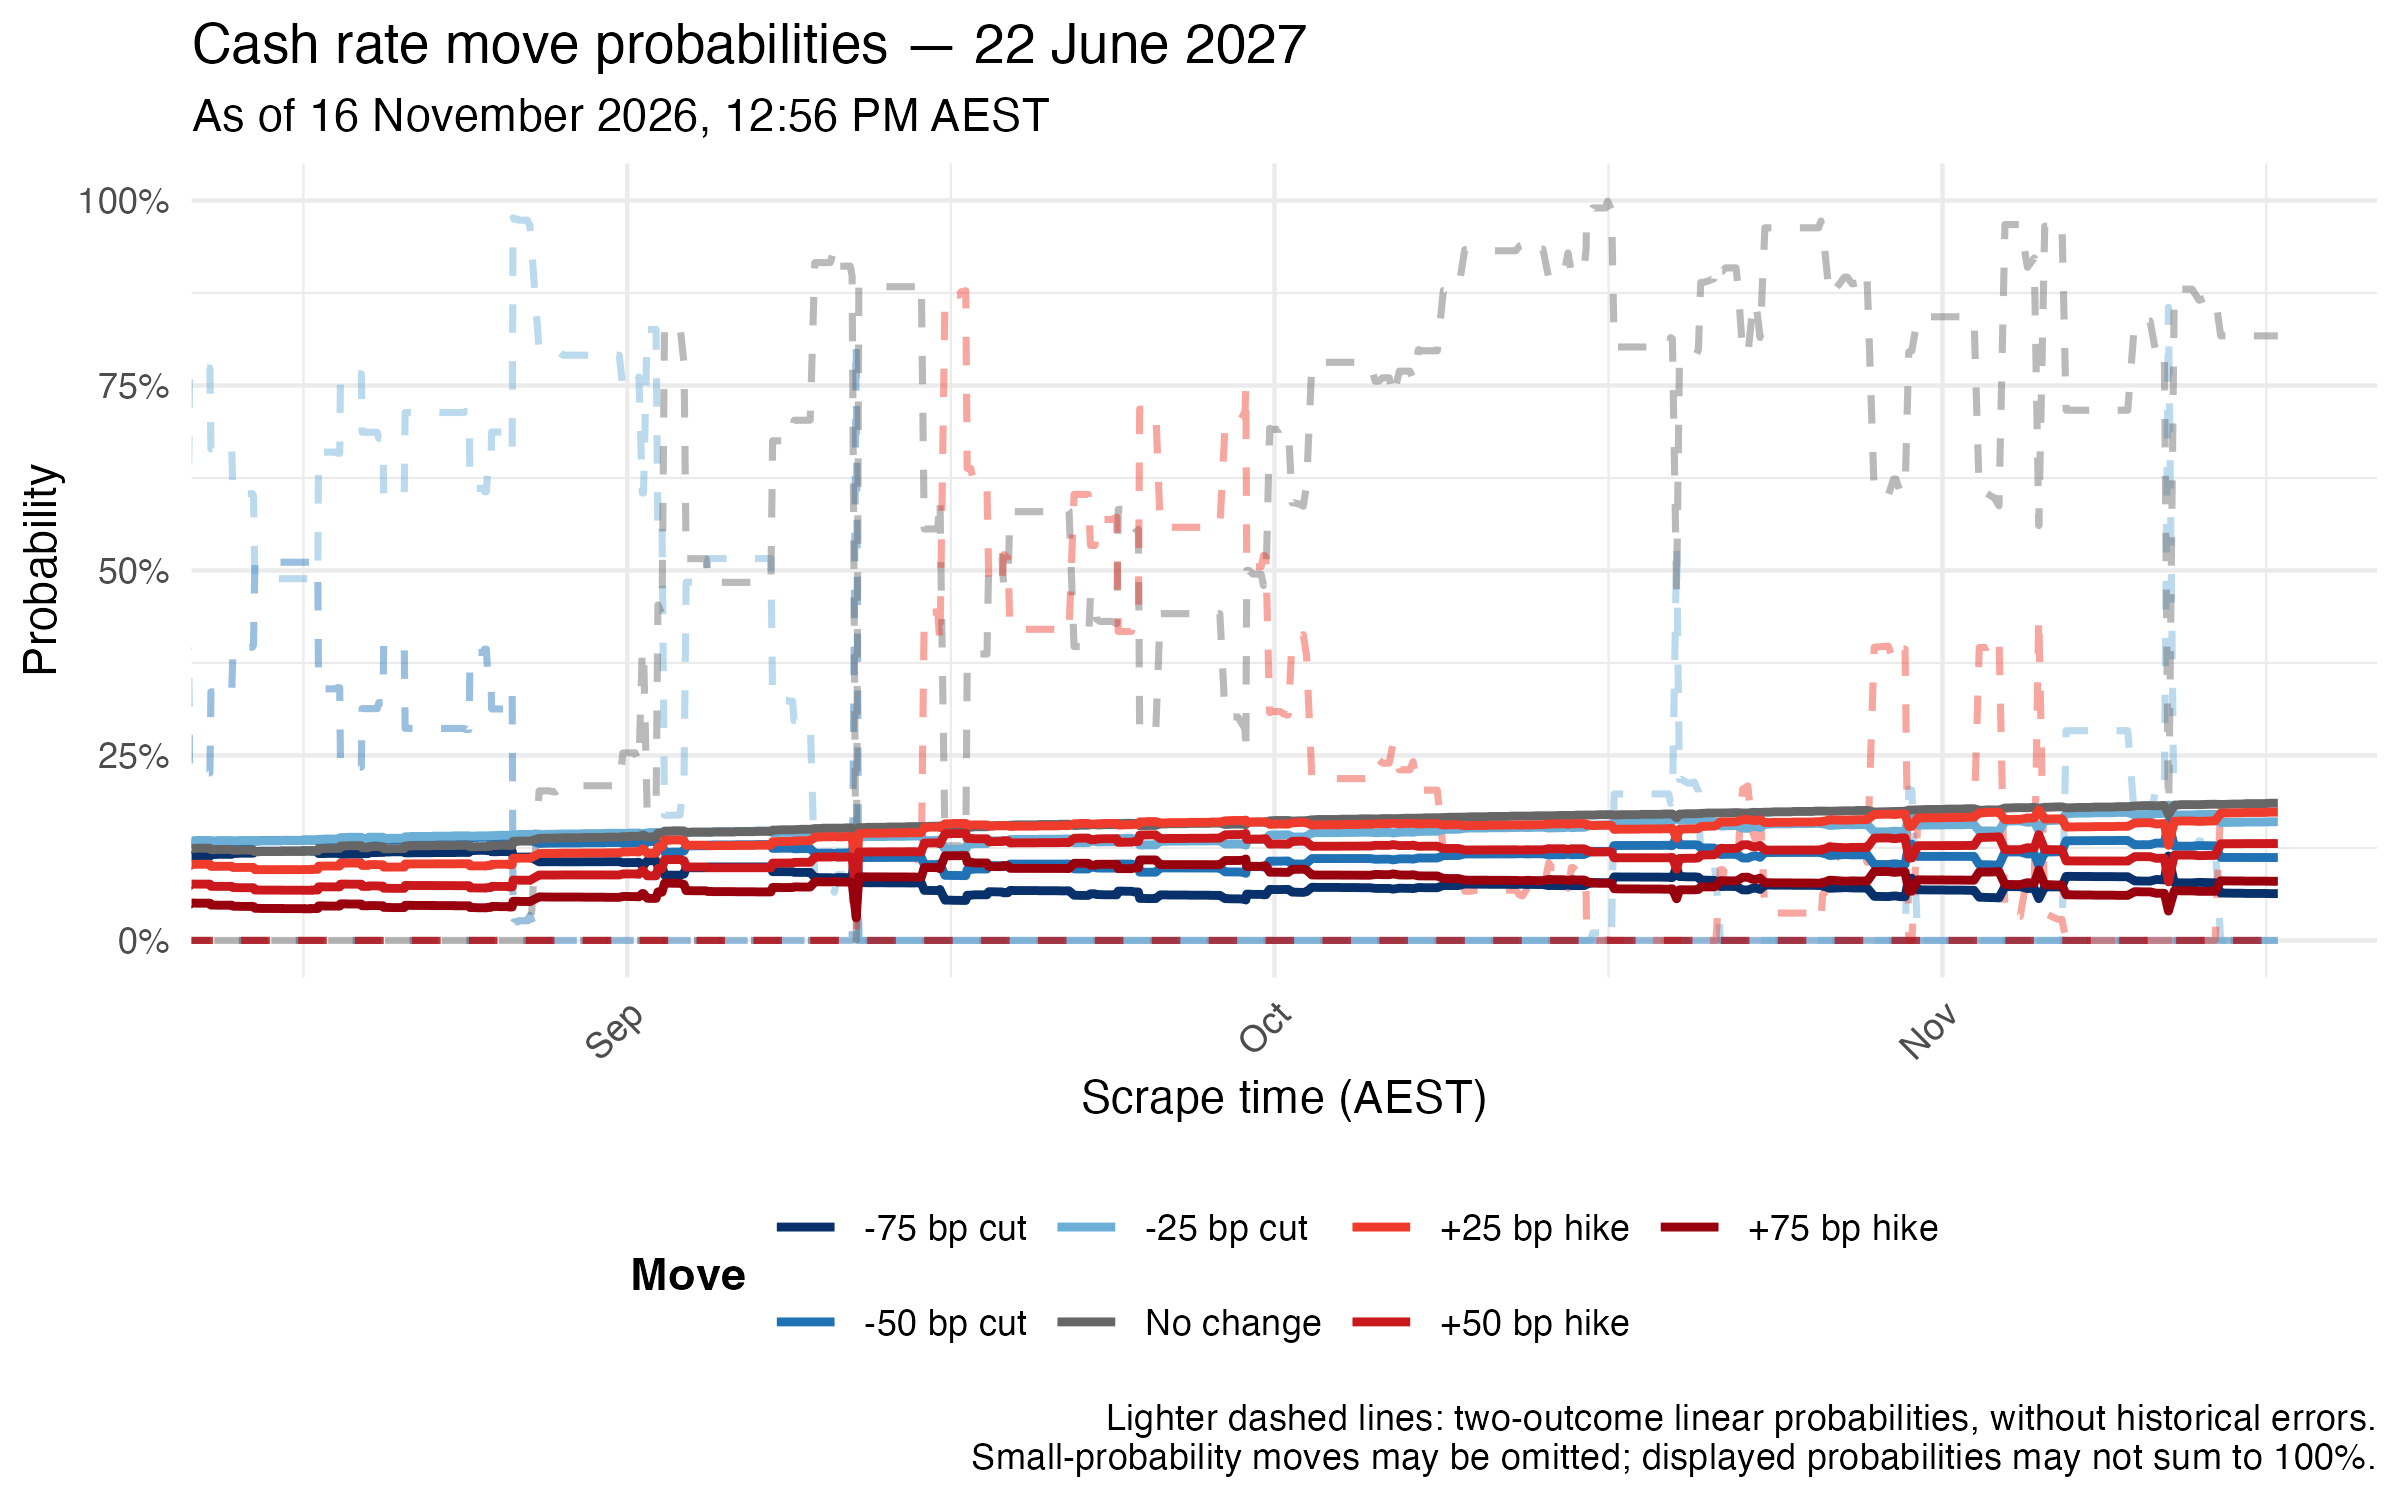 Cash rate move probabilities — 22 June 2027
As of 16 November 2026, 12:56 PM AEST
Probability
100%
75%
50%
25%
0%
Sep
Oct
Nov
Scrape time (AEST)
Move
-75 bp cut
-25 bp cut
+25 bp hike
+75 bp hike
-50 bp cut
No change
+50 bp hike
Lighter dashed lines: two-outcome linear probabilities, without historical errors.
Small-probability moves may be omitted; displayed probabilities may not sum to 100%.